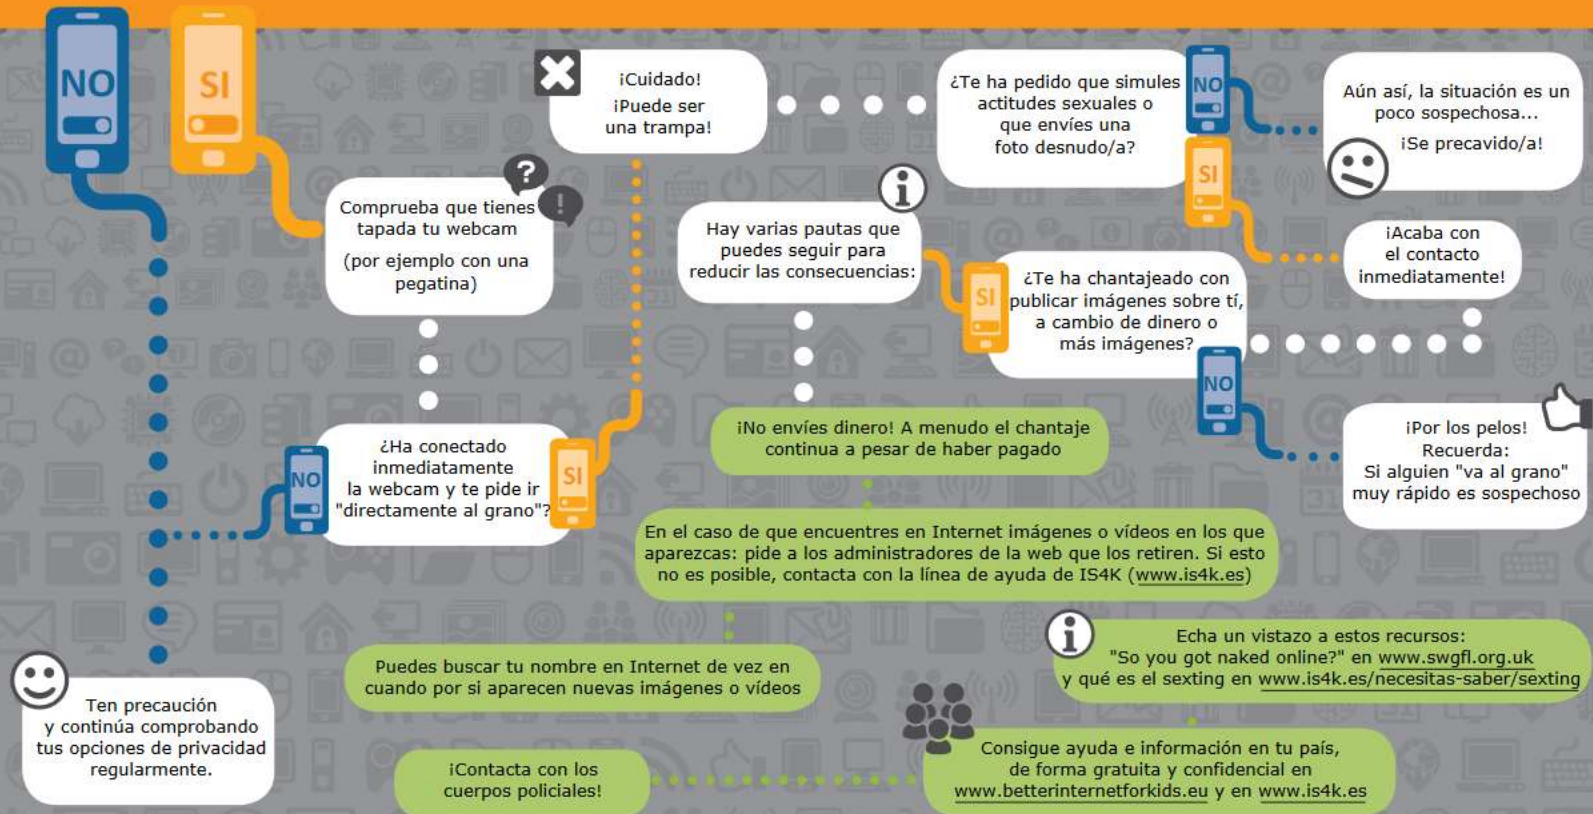 NO
SI
¡Cuidado!
¡Puede ser
una trampa!
¿Te ha pedido que simules
actitudes sexuales o
que envíes una
foto desnudo/a?
NO
SI
Aún así, la situación es un
poco sospechosa...
¡Se precavido/a!
Comprueba que tienes
tapada tu webcam
(por ejemplo con una
pegatina)
Hay varias pautas que
puedes seguir para
reducir las consecuencias:
¡Acaba con
el contacto
inmediatamente!
SI
¿Te ha chantajeado con
publicar imágenes sobre tí,
a cambio de dinero o
más imágenes?
NO
¡Por los pelos!
Recuerda:
Si alguien "va al grano"
muy rápido es sospechoso
NO
¿Ha conectado
inmediatamente
la webcam y te pide ir
"directamente al grano"?
SI
¡No envíes dinero! A menudo el chantaje
continua a pesar de haber pagado
En el caso de que encuentres en Internet imágenes o vídeos en los que
aparezcas: pide a los administradores de la web que los retiren. Si esto
no es posible, contacta con la línea de ayuda de IS4K (www.is4k.es)
Puedes buscar tu nombre en Internet de vez en
cuando por si aparecen nuevas imágenes o vídeos
Echa un vistazo a estos recursos:
"So you got naked online?" en www.swgfl.org.uk
y qué es el sexting en www.is4k.es/necesitas-saber/sexting
Ten precaución
y continúa comprobando
tus opciones de privacidad
regularmente.
¡Contacta con los
cuerpos policiales!
Consigue ayuda e información en tu país,
de forma gratuita y confidencial en
www.betterinternetforkids.eu y en www.is4k.es